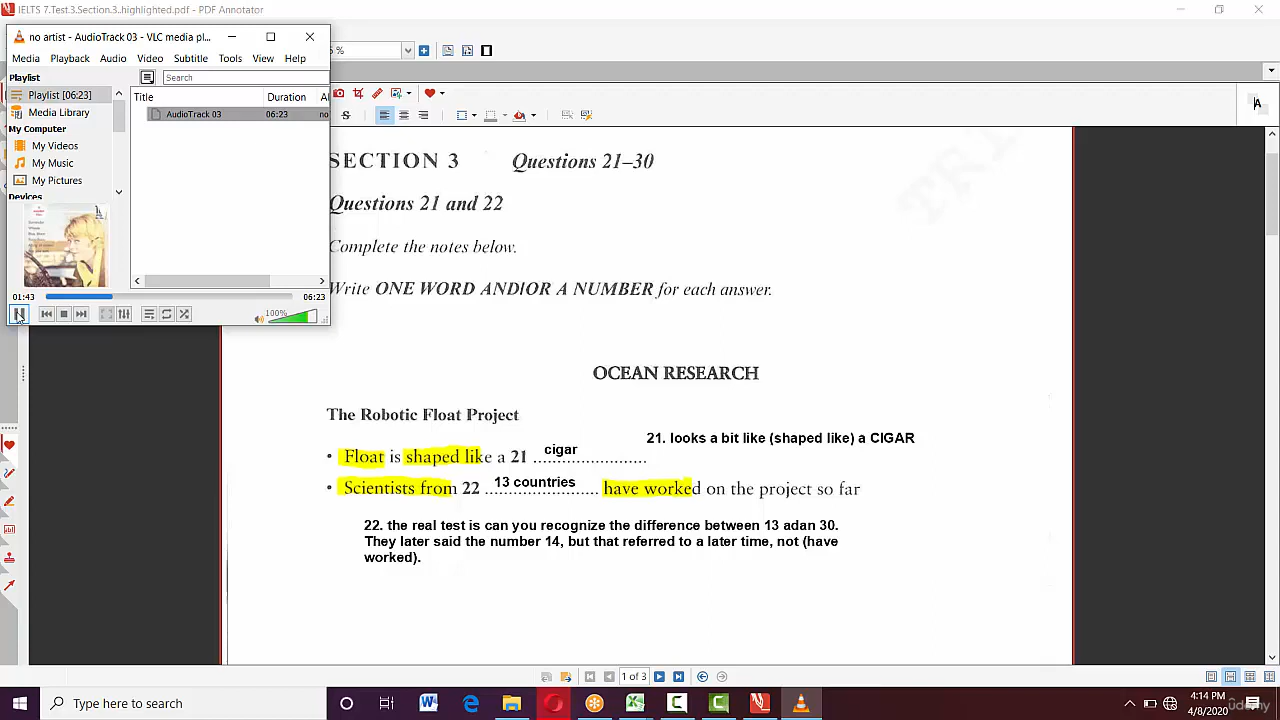 IELTS 7.Test.3.Section.3.highlighted.pdf - PDF Annotator
no artist - AudioTrack 03 - VLC media pl...
Media Playback Audio Video Subtitle Tools View Help
Playlist
Search
Playlist [06:23]
Media Library
My Computer
My Videos
My Music
My Pictures
Devices
Title Duration Al
AudioTrack 03 06:23 no
01:43 06:23
100%
%
A
SECTION 3 Questions 21–30
Questions 21 and 22
Complete the notes below.
Write ONE WORD AND/OR A NUMBER for each answer.
OCEAN RESEARCH
The Robotic Float Project
21. looks a bit like (shaped like) a CIGAR
• Float is shaped like a 21 cigar
• Scientists from 22 13 countries have worked on the project so far
22. the real test is can you recognize the difference between 13 adan 30.
They later said the number 14, but that referred to a later time, not (have
worked).
1 of 3
Type here to search
4:14 PM
4/8/2020
Udemy